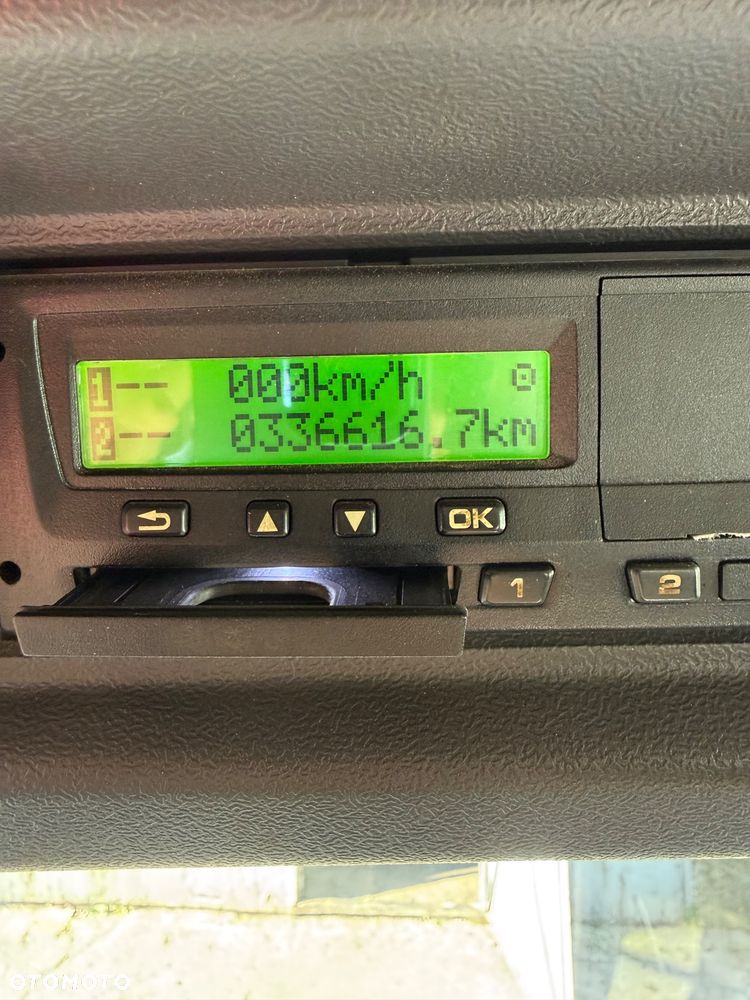 1-- 000km/h
2-- 0336616.7km
OK
1
2
OTOMOTO